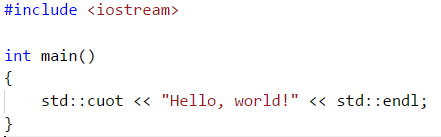 #include <iostream>

int main()
{
    std::cuot << "Hello, world!" << std::endl;
}